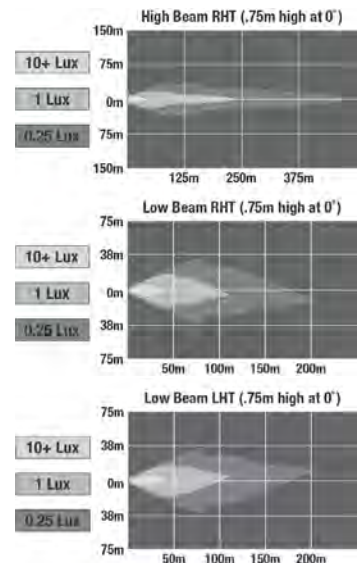 High Beam RHT (.75m high at 0°)
150m
75m
0m
75m
150m
10+ Lux
1 Lux
0.25 Lux
125m 250m 375m
Low Beam RHT (.75m high at 0°)
75m
38m
0m
38m
75m
10+ Lux
1 Lux
0.25 Lux
50m 100m 150m 200m
Low Beam LHT (.75m high at 0°)
75m
38m
0m
38m
75m
10+ Lux
1 Lux
0.25 Lux
50m 100m 150m 200m